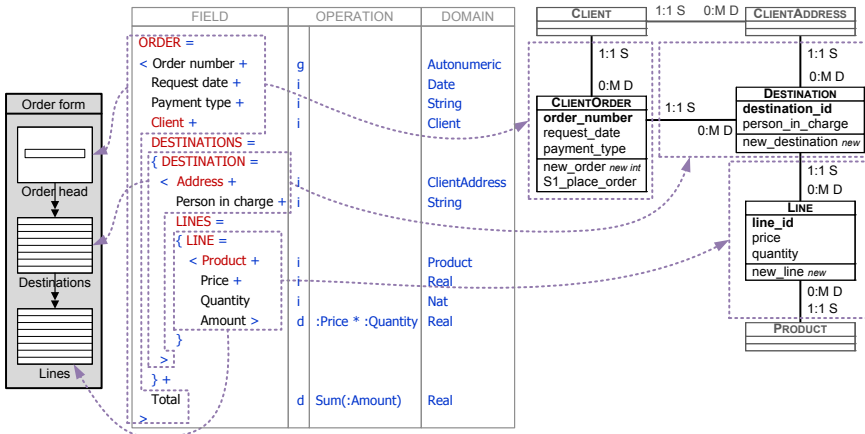 Order form
Order head
Destinations
Lines
FIELD OPERATION DOMAIN
ORDER =
< Order number + g Autonumeric
Request date + i Date
Payment type + i String
Client + i Client
DESTINATIONS =
{ DESTINATION =
< Address + i ClientAddress
Person in charge + i String
LINES =
{ LINE =
< Product + i Product
Price + i Real
Quantity i Nat
Amount > d :Price * :Quantity Real
}
>
} +
Total d Sum(:Amount) Real
>
CLIENT 1:1 S 0:M D CLIENTADDRESS
1:1 S 1:1 S
0:M D 0:M D
CLIENTORDER
order_number
request_date
payment_type
new_order new int
S1_place_order
1:1 S
0:M D
DESTINATION
destination_id
person_in_charge
new_destination new
1:1 S
0:M D
LINE
line_id
price
quantity
new_line new
0:M D
1:1 S
PRODUCT